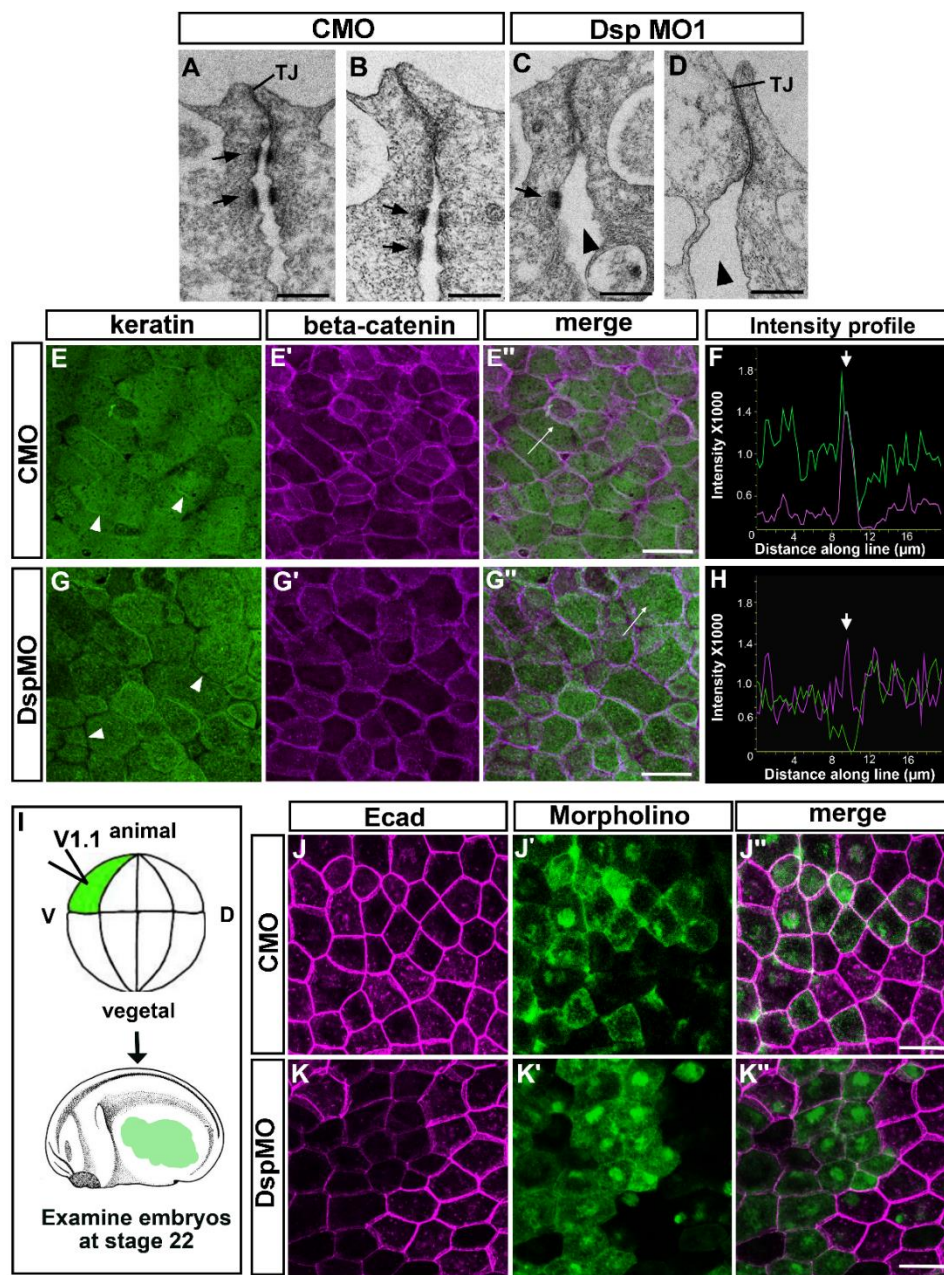 CMO
Dsp MO1
A
TJ
B
C
D
TJ
keratin
beta-catenin
merge
Intensity profile
CMO
E
E'
E"
F
Intensity X1000
1.8
1.4
1.0
0.6
0
4
8
12
16
Distance along line (µm)
DspMO
G
G'
G"
H
Intensity X1000
1.8
1.4
1.0
0.6
0
4
8
12
16
Distance along line (µm)
I
animal
V1.1
V
D
vegetal
Examine embryos
at stage 22
Ecad
Morpholino
merge
CMO
J
J'
J"
DspMO
K
K'
K"